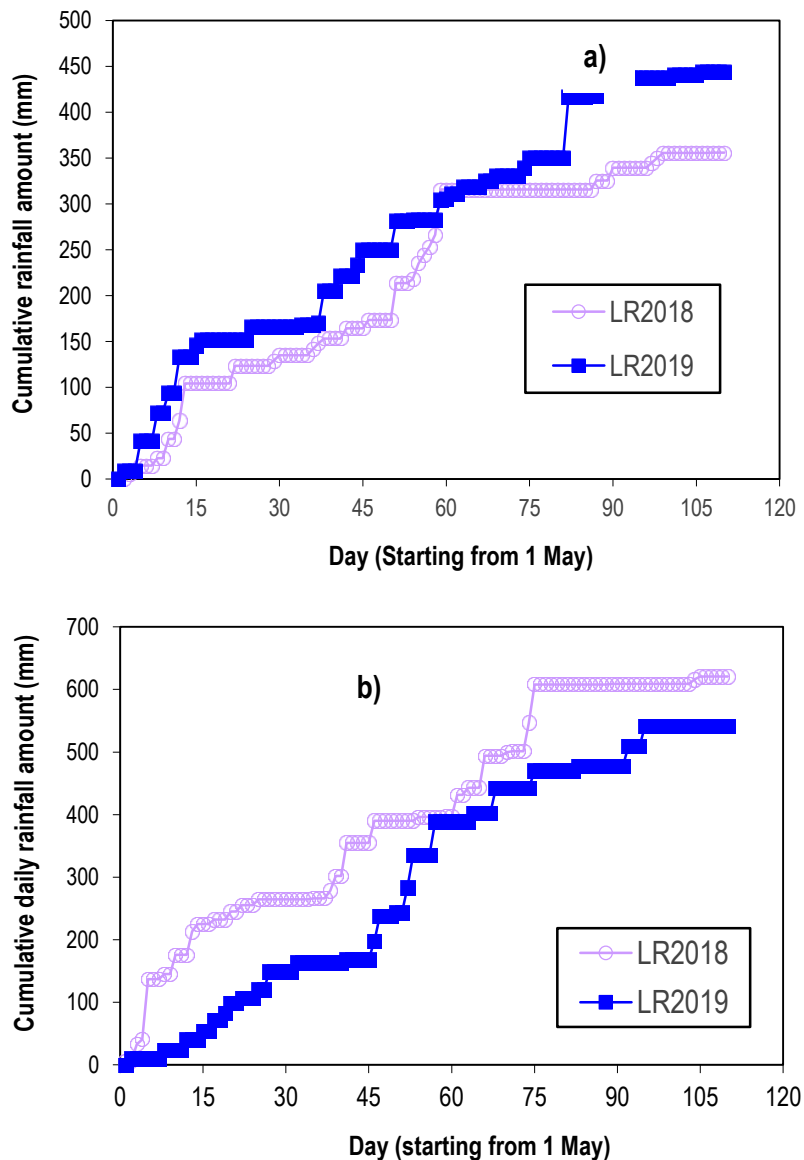 Cumulative rainfall amount (mm)
500
450
400
350
300
250
200
150
100
50
0
a)
LR2018
LR2019
0 15 30 45 60 75 90 105 120
Day (Starting from 1 May)
Cumulative daily rainfall amount (mm)
700
600
500
400
300
200
100
0
b)
LR2018
LR2019
0 15 30 45 60 75 90 105 120
Day (starting from 1 May)